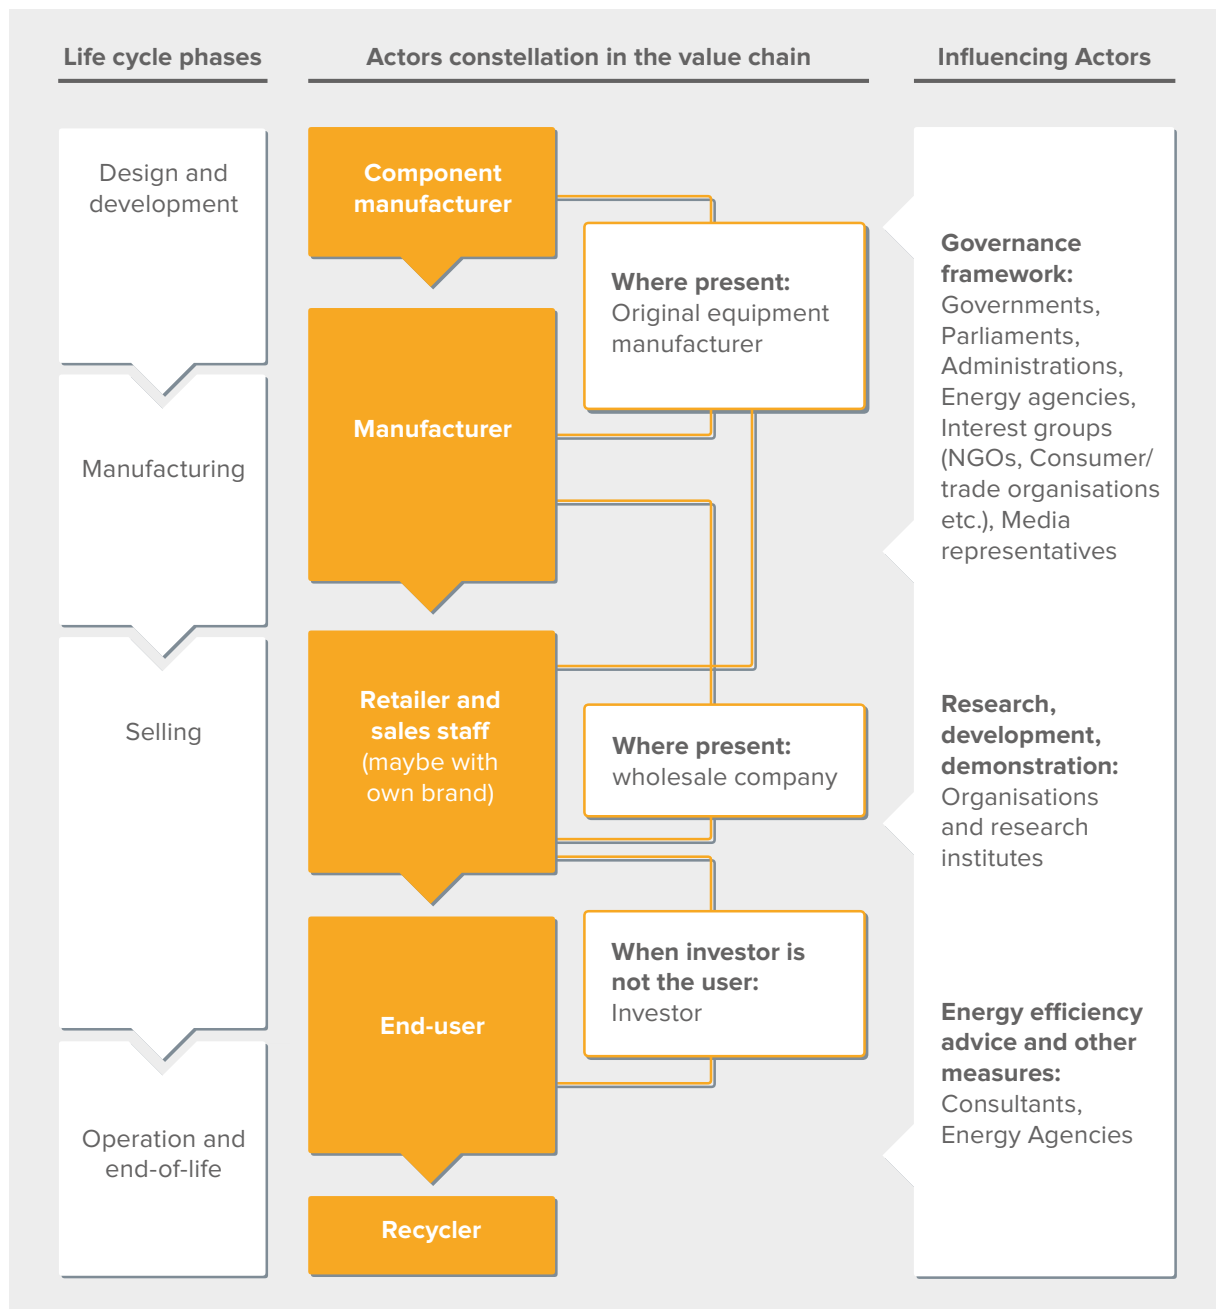 Life cycle phases
Actors constellation in the value chain
Influencing Actors
Design and
development
Manufacturing
Selling
Operation and
end-of-life
Component
manufacturer
Manufacturer
Retailer and
sales staff
(maybe with
own brand)
End-user
Recycler
Where present:
Original equipment
manufacturer
Where present:
wholesale company
When investor is
not the user:
Investor
Governance
framework:
Governments,
Parliaments,
Administrations,
Energy agencies,
Interest groups
(NGOs, Consumer/
trade organisations
etc.), Media
representatives
Research,
development,
demonstration:
Organisations
and research
institutes
Energy efficiency
advice and other
measures:
Consultants,
Energy Agencies